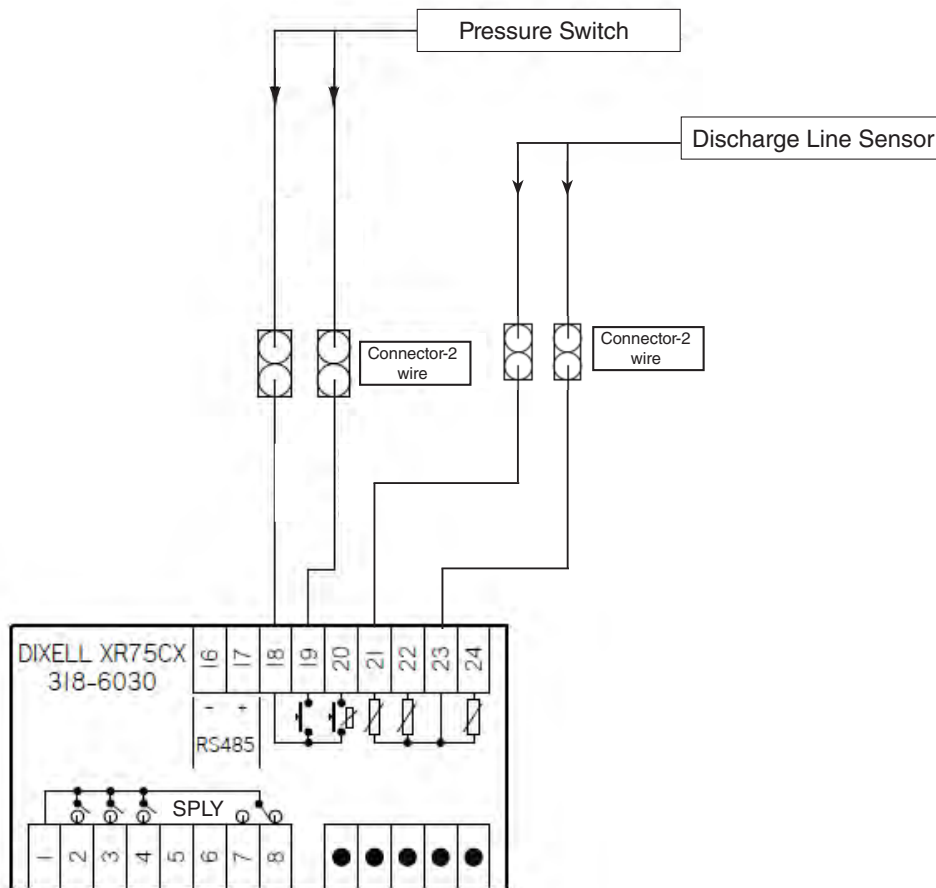 Pressure Switch
Discharge Line Sensor
Connector-2
wire
Connector-2
wire
DIXELL XR75CX
318-6030
16 17 18 19 20 21 22 23 24
- +
RS485
SPLY
1 2 3 4 5 6 7 8